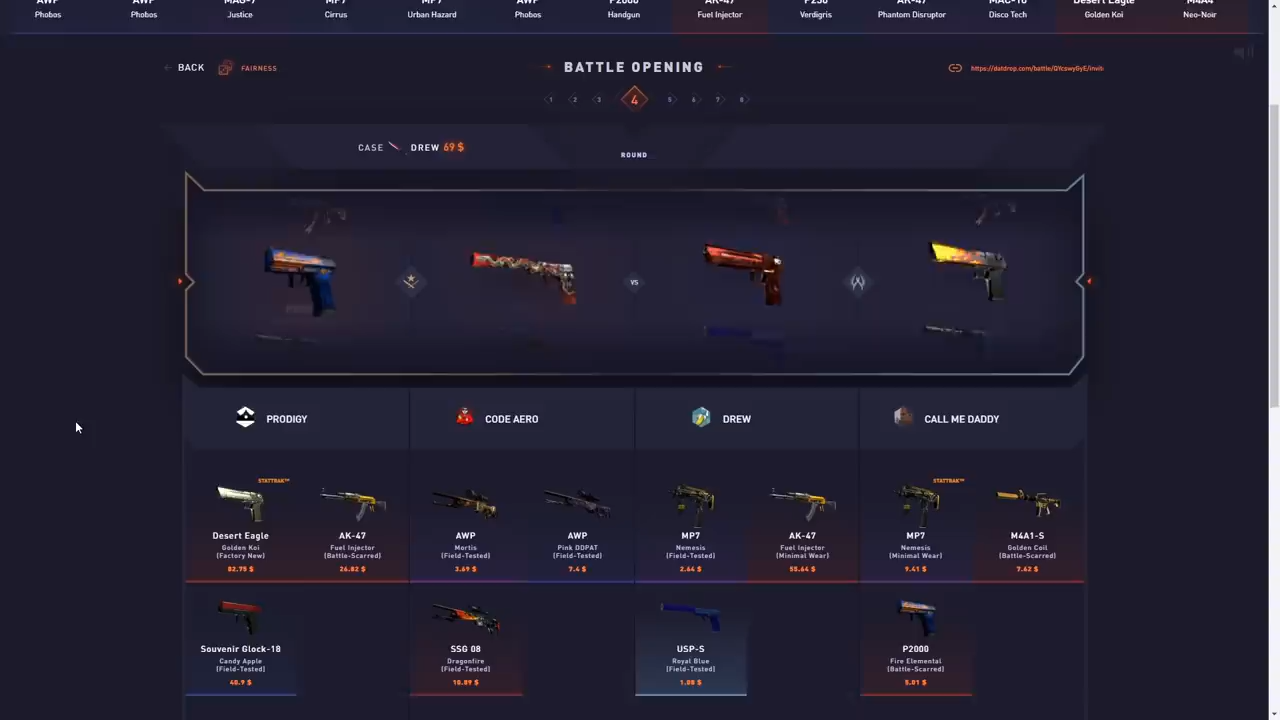 AWP AWP MAG-7 MP7 MP7 AWP P2000 AK-47 P250 AK-47 MAC-10 Desert Eagle M4A4
Phobos Phobos Justice Cirrus Urban Hazard Phobos Handgun Fuel Injector Verdigris Phantom Disruptor Disco Tech Golden Koi Neo-Noir
BACK FAIRNESS BATTLE OPENING
1 2 3 4 5 6 7 8
CASE DREW 69 $
ROUND
VS
PRODIGY CODE AERO DREW CALL ME DADDY
STATTRAK™ STATTRAK™
Desert Eagle AK-47 AWP AWP MP7 AK-47 MP7 M4A1-S
Golden Koi Fuel Injector Mortis Pink DDPAT Nemesis Fuel Injector Nemesis Golden Coil
(Factory New) (Battle-Scarred) (Field-Tested) (Field-Tested) (Field-Tested) (Minimal Wear) (Minimal Wear) (Battle-Scarred)
82.75 $ 26.82 $ 3.69 $ 7.4 $ 2.64 $ 55.64 $ 9.41 $ 7.62 $
Souvenir Glock-18 SSG 08 USP-S P2000
Candy Apple Dragonfire Royal Blue Fire Elemental
(Field-Tested) (Field-Tested) (Field-Tested) (Battle-Scarred)
40.9 $ 10.89 $ 1.08 $ 5.01 $